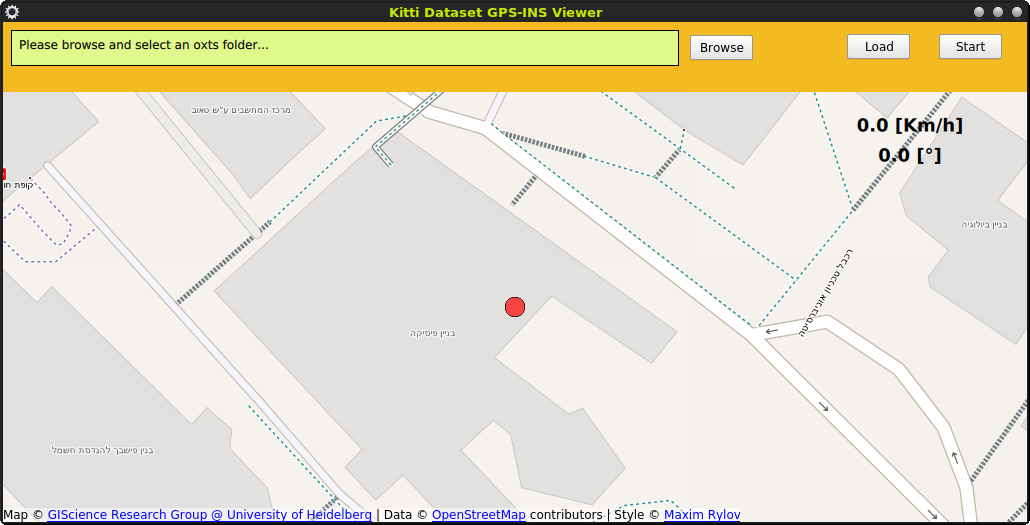 Kitti Dataset GPS-INS Viewer
Please browse and select an oxts folder...
Browse
Load
Start
מרכז המחשבים ע"ש טאוב
0.0 [Km/h]
0.0 [°]
קופת חו
בניין ביולוגיה
רכבל טכניון אוניברסיטה
בניין פיסיקה
בנין פישבך להנדסת חשמל
Map © GIScience Research Group @ University of Heidelberg | Data © OpenStreetMap contributors | Style © Maxim Rylov